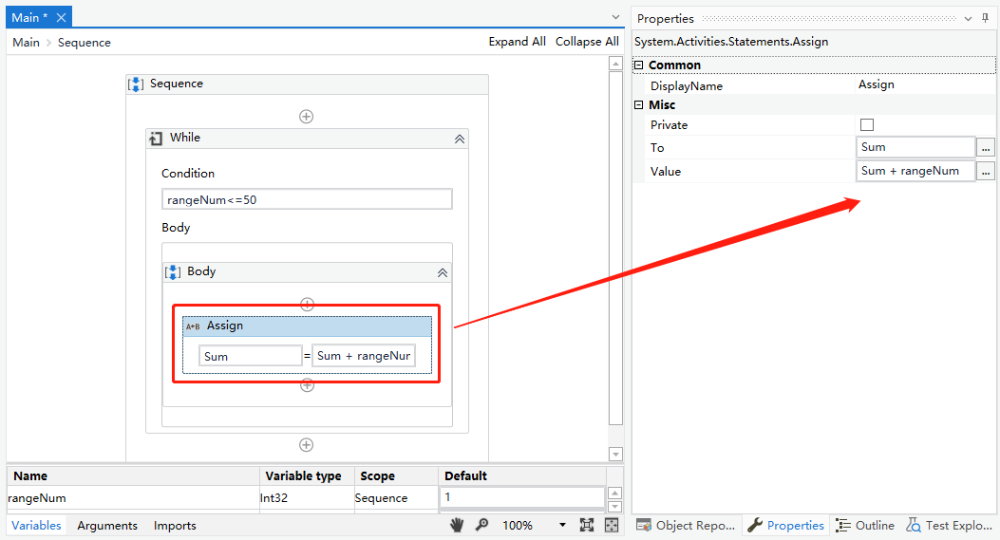 Main *
Main > Sequence
Expand All Collapse All
Sequence
While
Condition
rangeNum<=50
Body
Body
A+B Assign
Sum = Sum + rangeNur
Name Variable type Scope Default
rangeNum Int32 Sequence 1
Variables Arguments Imports 100%
Properties
System.Activities.Statements.Assign
Common
DisplayName Assign
Misc
Private
To Sum ...
Value Sum + rangeNum ...
Object Repo... Properties Outline Test Explo...